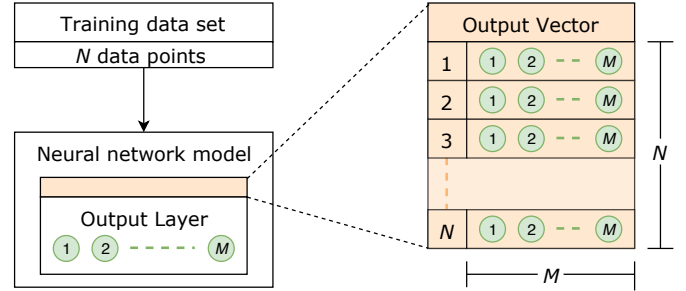 Training data set
N data points
Neural network model
Output Layer
1 2 M
Output Vector
1 1 2 M
2 1 2 M
3 1 2 M
N 1 2 M
N
M